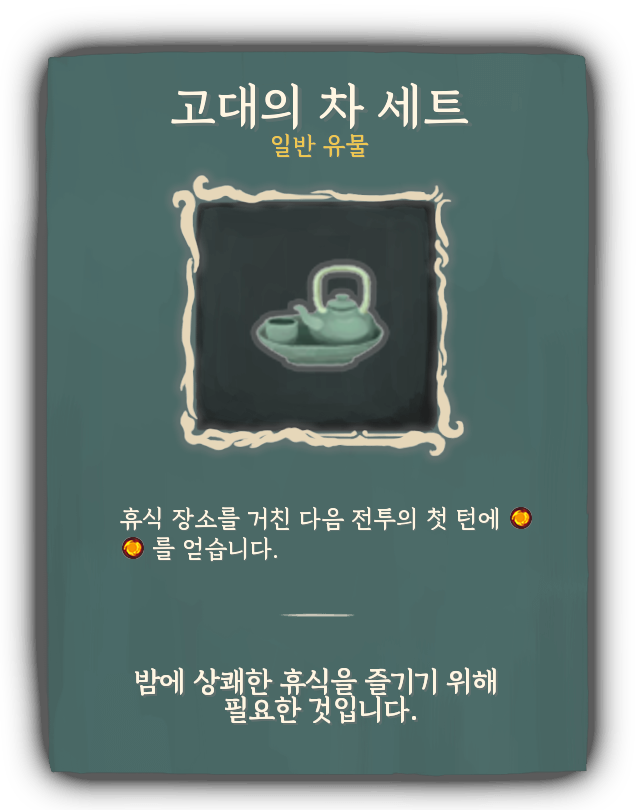 고대의 차 세트
일반 유물
휴식 장소를 거친 다음 전투의 첫 턴에
를 얻습니다.
밤에 상쾌한 휴식을 즐기기 위해
필요한 것입니다.